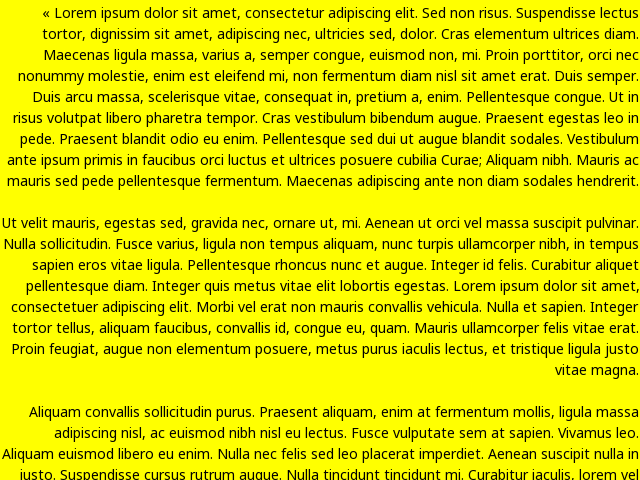 « Lorem ipsum dolor sit amet, consectetur adipiscing elit. Sed non risus. Suspendisse lectus
tortor, dignissim sit amet, adipiscing nec, ultricies sed, dolor. Cras elementum ultrices diam.
Maecenas ligula massa, varius a, semper congue, euismod non, mi. Proin porttitor, orci nec
nonummy molestie, enim est eleifend mi, non fermentum diam nisl sit amet erat. Duis semper.
Duis arcu massa, scelerisque vitae, consequat in, pretium a, enim. Pellentesque congue. Ut in
risus volutpat libero pharetra tempor. Cras vestibulum bibendum augue. Praesent egestas leo in
pede. Praesent blandit odio eu enim. Pellentesque sed dui ut augue blandit sodales. Vestibulum
ante ipsum primis in faucibus orci luctus et ultrices posuere cubilia Curae; Aliquam nibh. Mauris ac
mauris sed pede pellentesque fermentum. Maecenas adipiscing ante non diam sodales hendrerit.
Ut velit mauris, egestas sed, gravida nec, ornare ut, mi. Aenean ut orci vel massa suscipit pulvinar.
Nulla sollicitudin. Fusce varius, ligula non tempus aliquam, nunc turpis ullamcorper nibh, in tempus
sapien eros vitae ligula. Pellentesque rhoncus nunc et augue. Integer id felis. Curabitur aliquet
pellentesque diam. Integer quis metus vitae elit lobortis egestas. Lorem ipsum dolor sit amet,
consectetuer adipiscing elit. Morbi vel erat non mauris convallis vehicula. Nulla et sapien. Integer
tortor tellus, aliquam faucibus, convallis id, congue eu, quam. Mauris ullamcorper felis vitae erat.
Proin feugiat, augue non elementum posuere, metus purus iaculis lectus, et tristique ligula justo
vitae magna.
Aliquam convallis sollicitudin purus. Praesent aliquam, enim at fermentum mollis, ligula massa
adipiscing nisl, ac euismod nibh nisl eu lectus. Fusce vulputate sem at sapien. Vivamus leo.
Aliquam euismod libero eu enim. Nulla nec felis sed leo placerat imperdiet. Aenean suscipit nulla in
justo. Suspendisse cursus rutrum augue. Nulla tincidunt tincidunt mi. Curabitur iaculis, lorem vel